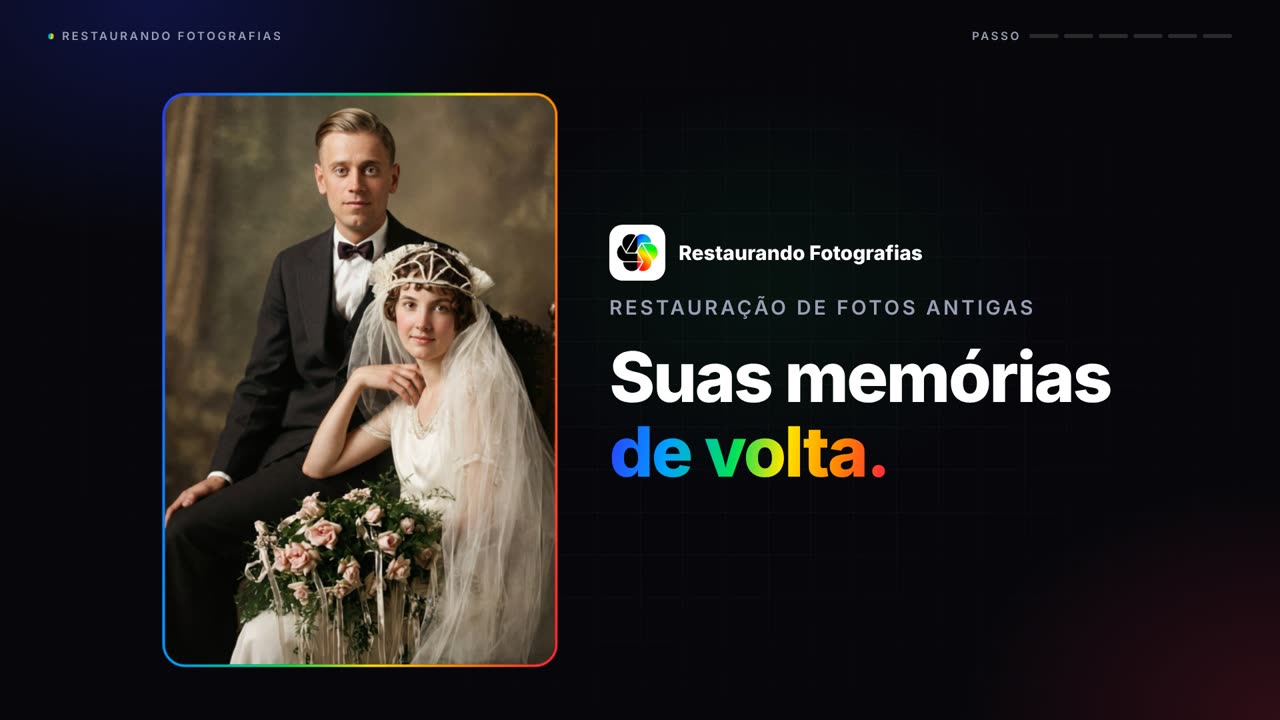 RESTAURANDO FOTOGRAFIAS
PASSO
Restaurando Fotografias
RESTAURAÇÃO DE FOTOS ANTIGAS
Suas memórias
de volta.